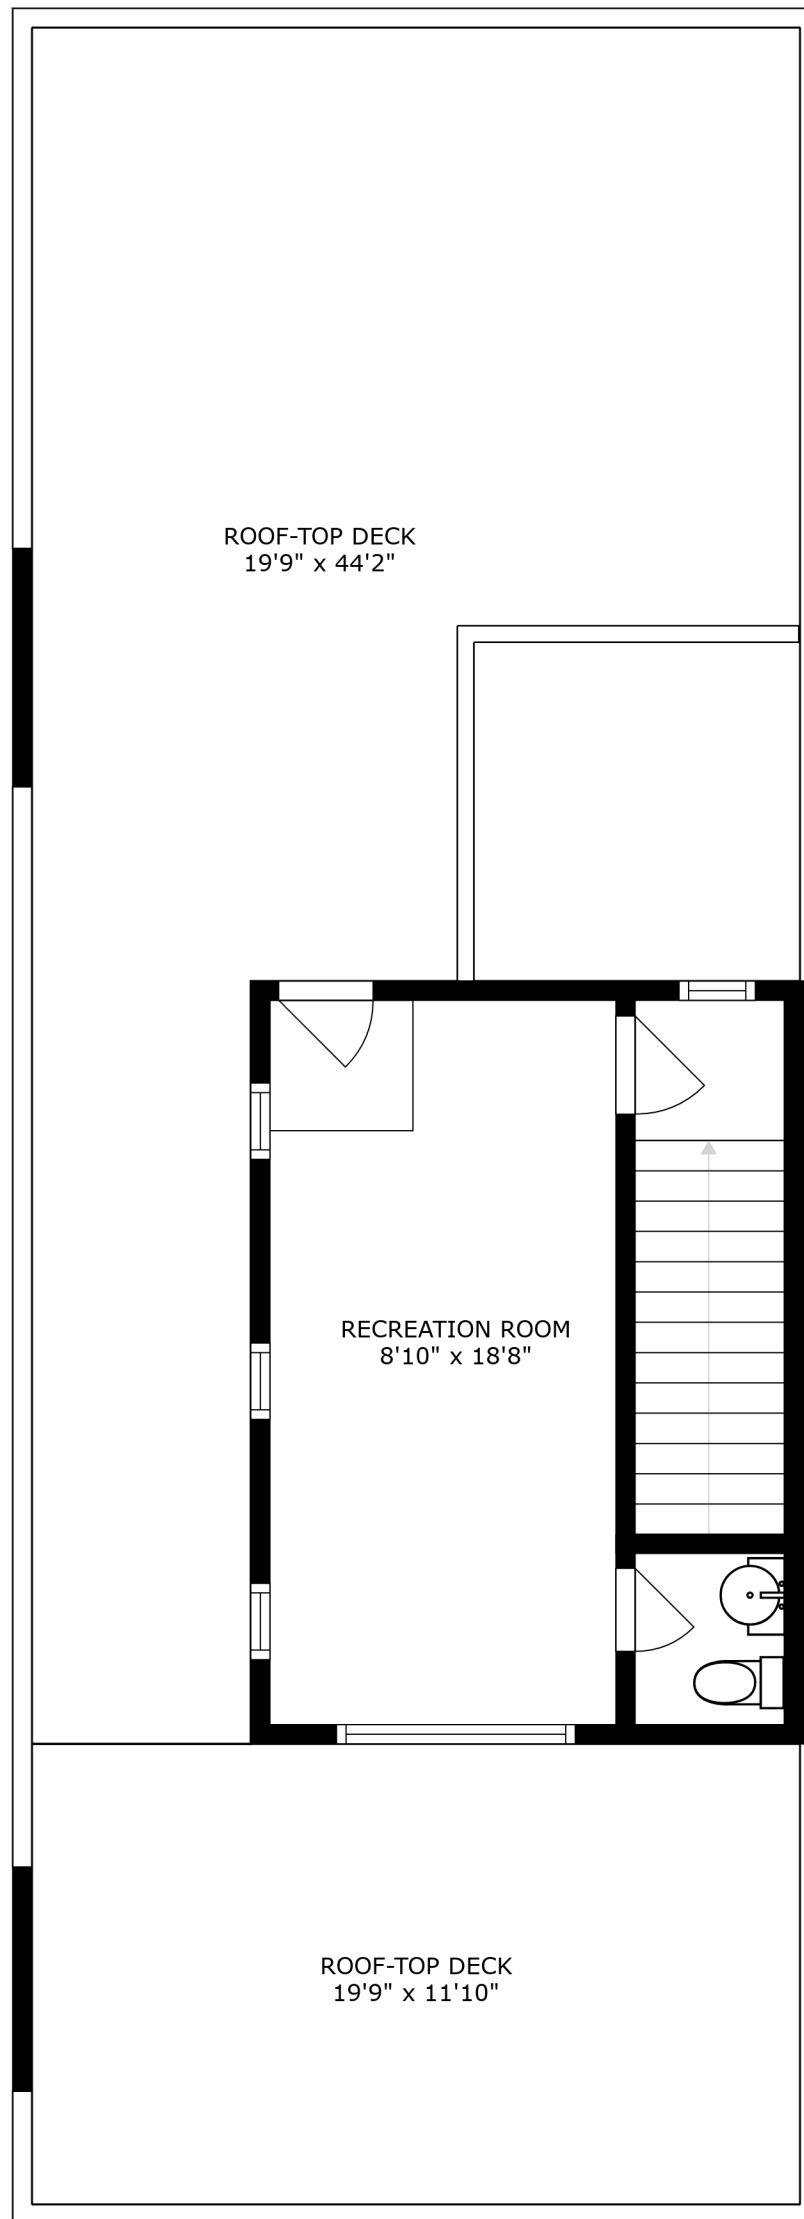 ROOF-TOP DECK
19'9" x 44'2"
RECREATION ROOM
8'10" x 18'8"
ROOF-TOP DECK
19'9" x 11'10"